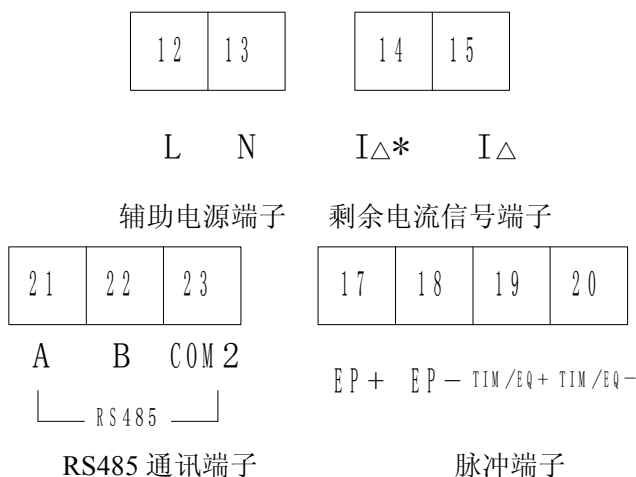 12 13 14 15
L N I△* I△
辅助电源端子 剩余电流信号端子
21 22 23 17 18 19 20
A B COM2 EP+ EP- TIM/EQ+ TIM/EQ-
RS485
RS485 通讯端子 脉冲端子